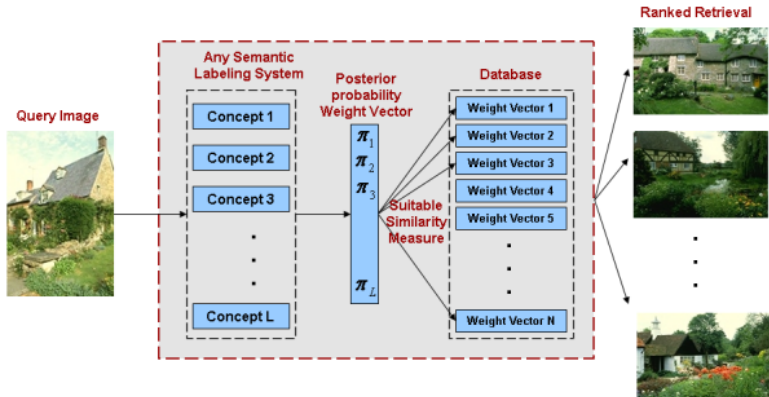 Ranked Retrieval
Any Semantic
Labeling System
Posterior
probability
Weight Vector
Database
Query Image
Concept 1
Concept 2
Concept 3
Concept L
π1
π2
π3
πL
Suitable
Similarity
Measure
Weight Vector 1
Weight Vector 2
Weight Vector 3
Weight Vector 4
Weight Vector 5
Weight Vector N